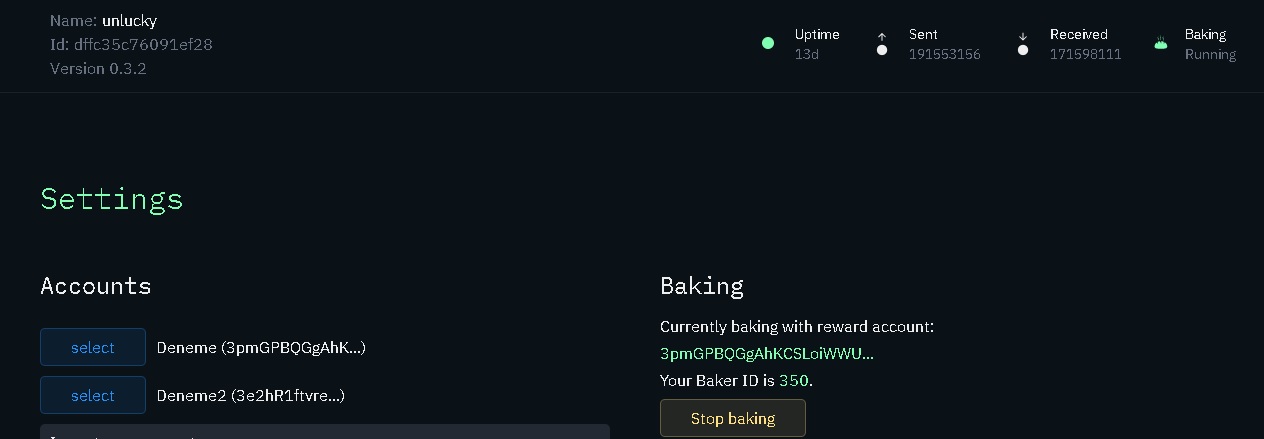 Name: unlucky
Id: dffc35c76091ef28
Version 0.3.2
Uptime
13d
Sent
191553156
Received
171598111
Baking
Running
Settings
Accounts
select Deneme (3pmGPBQGgAhK...)
select Deneme2 (3e2hR1ftvre...)
Baking
Currently baking with reward account:
3pmGPBQGgAhKCSLoiWWU...
Your Baker ID is 350.
Stop baking